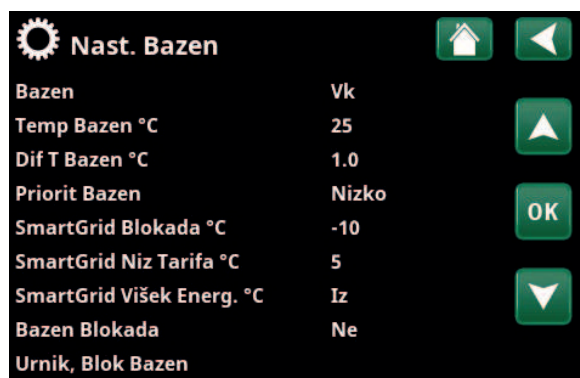 Nast. Bazen
Bazen Vk
Temp Bazen °C 25
Dif T Bazen °C 1.0
Priorit Bazen Nizko
SmartGrid Blokada °C -10
SmartGrid Niz Tarifa °C 5
SmartGrid Višek Energ. °C Iz
Bazen Blokada Ne
Urnik, Blok Bazen
OK